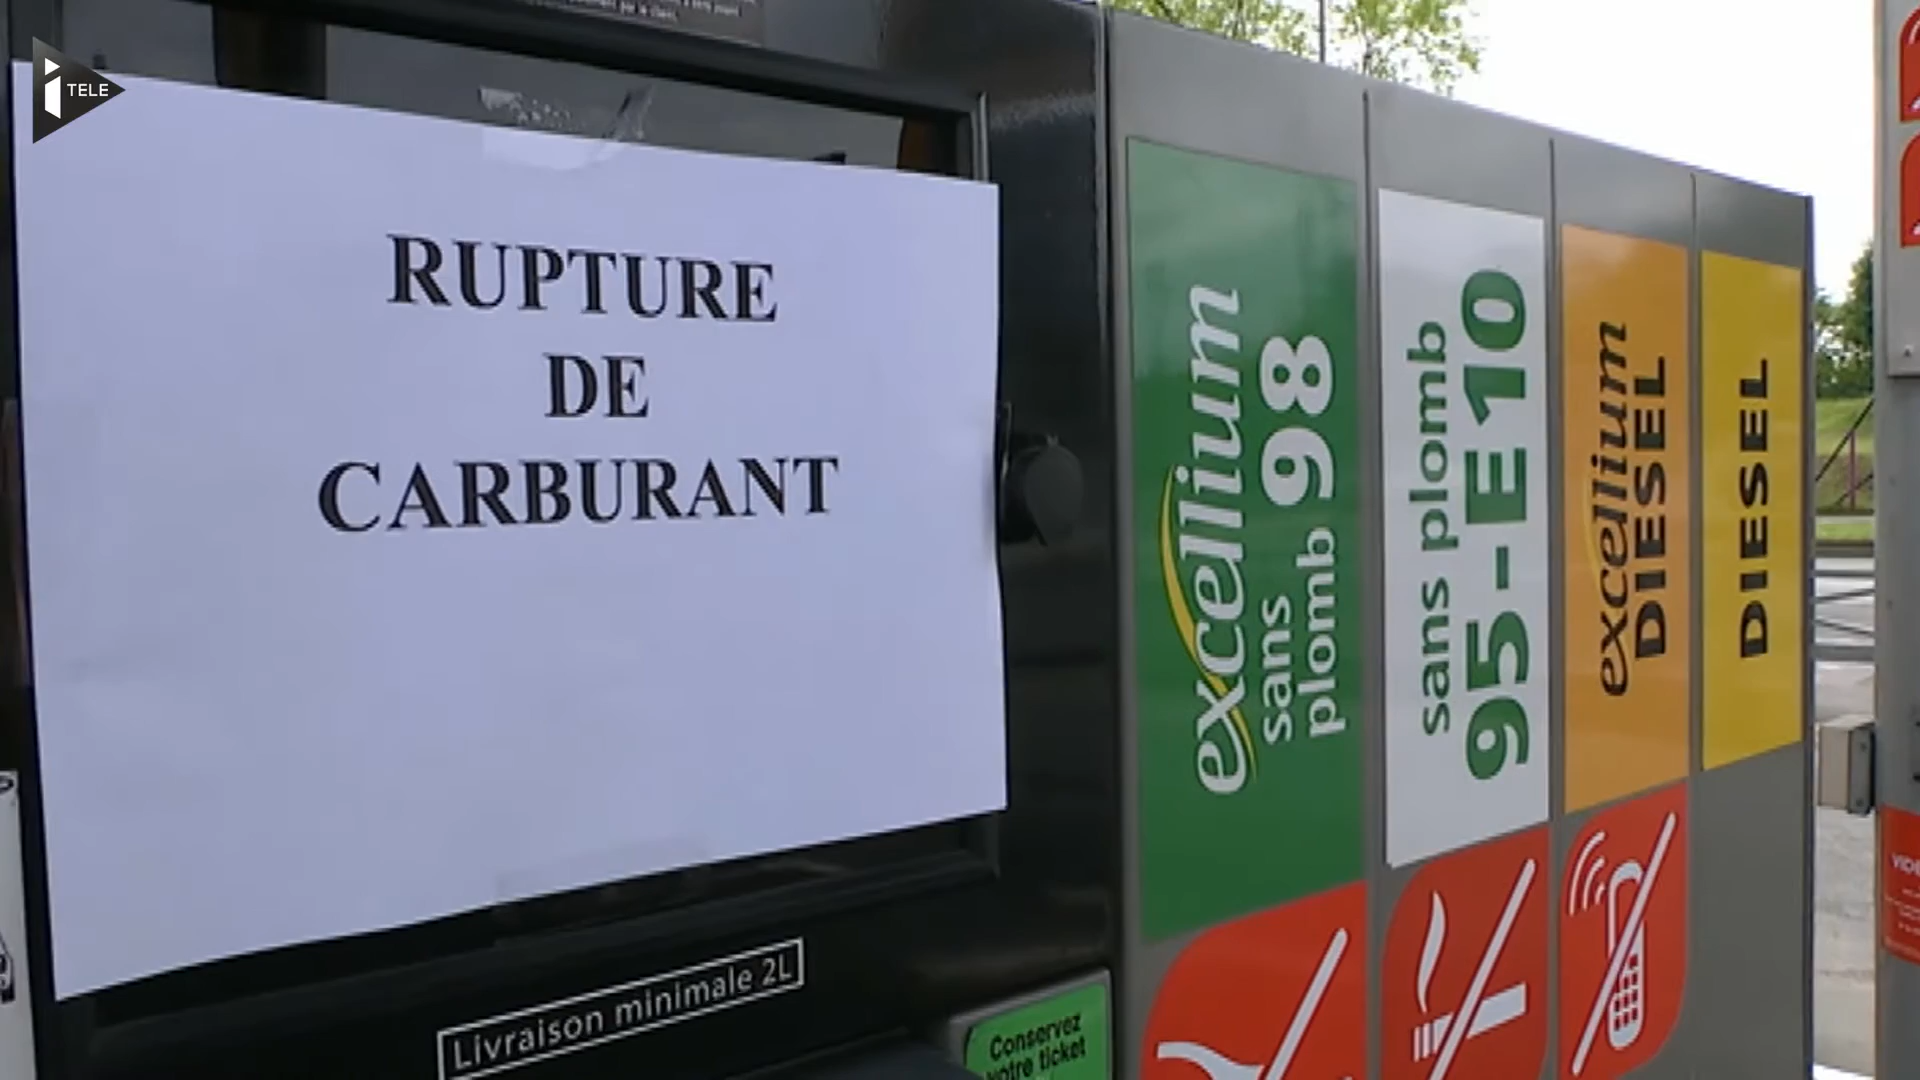 i TELE
RUPTURE
DE
CARBURANT
Livraison minimale 2L
Conservez
votre ticket
excellium
sans
plomb 98
sans plomb
95-E10
excellium
DIESEL
DIESEL